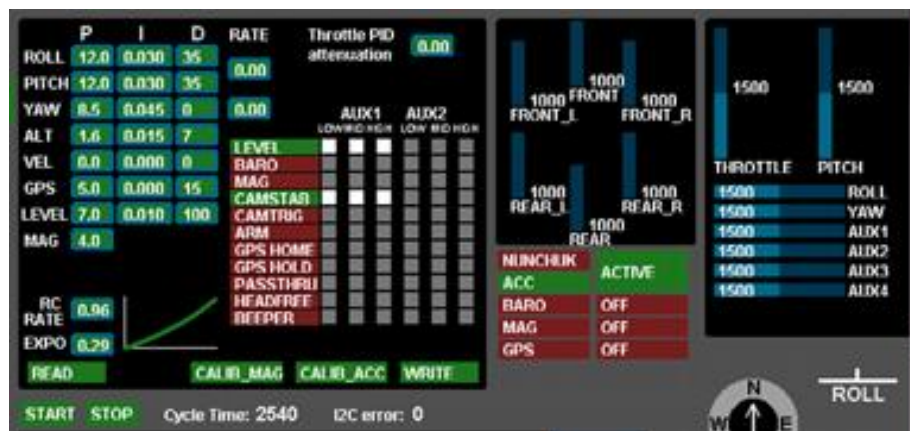 P I D RATE Throttle PID attenuation 0.00
ROLL 12.0 0.030 35 0.00
PITCH 12.0 0.030 35
YAW 8.5 0.045 0 0.00
ALT 1.6 0.015 7
VEL 0.0 0.000 0
GPS 5.0 0.000 15
LEVEL 7.0 0.010 100
MAG 4.0
RC RATE 0.96
EXPO 0.29
AUX1 AUX2
LOW MID HIGH LOW MID HIGH
LEVEL
BARO
MAG
CAMSTAB
CAMTRIG
ARM
GPS HOME
GPS HOLD
PASSTHRU
HEADFREE
BEEPER
READ CALIB_MAG CALIB_ACC WRITE
START STOP Cycle Time: 2540 I2C error: 0
1000 FRONT_L
1000 FRONT
1000 FRONT_R
1000 REAR_L
1000 REAR
1000 REAR_R
NUNCHUK
ACC ACTIVE
BARO OFF
MAG OFF
GPS OFF
1500 THROTTLE
1500 PITCH
1500 ROLL
1500 YAW
1500 AUX1
1500 AUX2
1500 AUX3
1500 AUX4
N
W E
ROLL